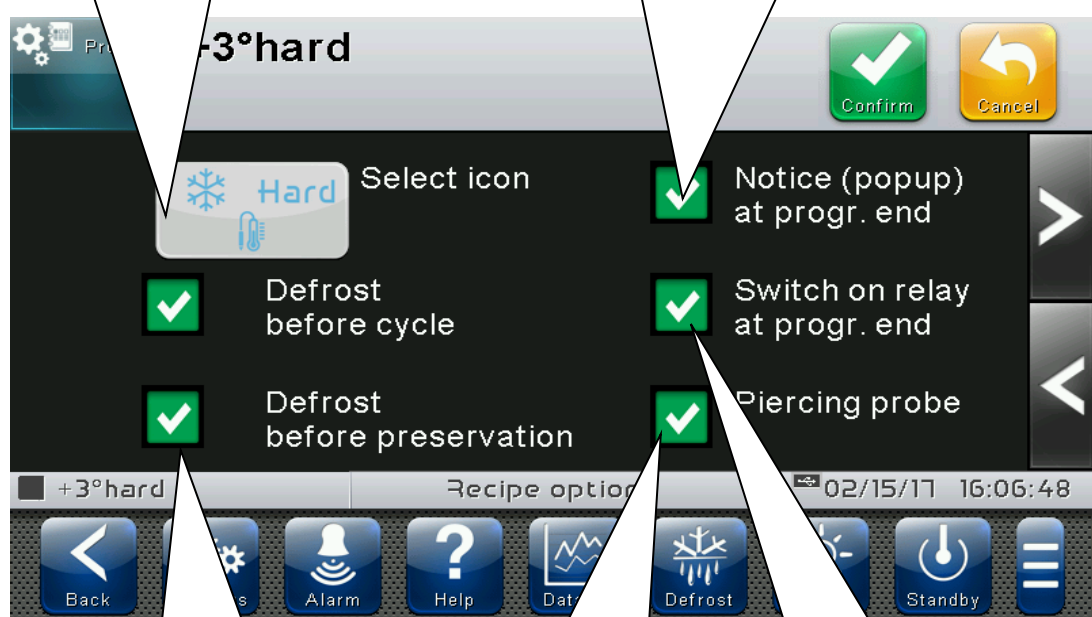 +3°hard
Confirm
Cancel
Hard
Select icon
Notice (popup)
at progr. end
Defrost
before cycle
Switch on relay
at progr. end
Defrost
before preservation
Piercing probe
+3°hard
Recipe option
02/15/17 16:06:48
Back
Alarm
Help
Defrost
Standby